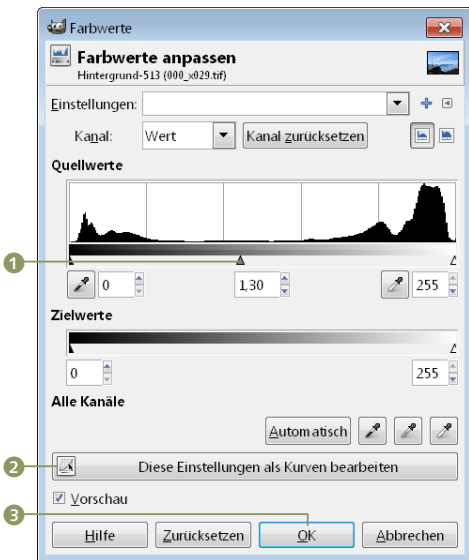 Farbwerte
Farbwerte anpassen
Hintergrund-513 (000_x029.tif)
Einstellungen:
Kanal: Wert Kanal zurücksetzen
Quellwerte
1
0 1,30 255
Zielwerte
0 255
Alle Kanäle
Automatisch
2 Diese Einstellungen als Kurven bearbeiten
Vorschau
3
Hilfe Zurücksetzen OK Abbrechen